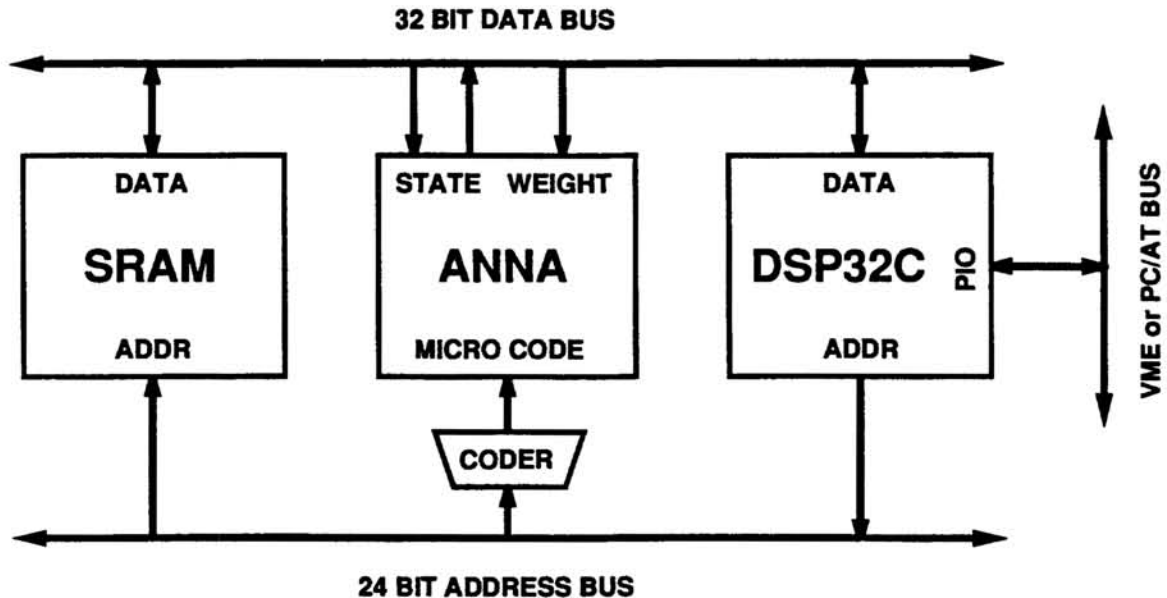 32 BIT DATA BUS
DATA
STATE WEIGHT
DATA
SRAM
ANNA
DSP32C
PIO
VME or PC/AT BUS
ADDR
MICRO CODE
ADDR
CODER
24 BIT ADDRESS BUS